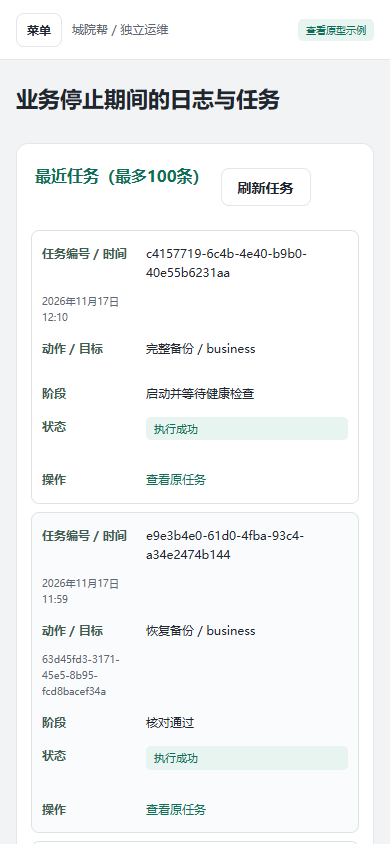 菜单
城院帮 / 独立运维
查看原型示例
业务停止期间的日志与任务
最近任务（最多100条）
刷新任务
任务编号 / 时间
c4157719-6c4b-4e40-b9b0-
40e55b6231aa
2026年11月17日
12:10
动作 / 目标
完整备份 / business
阶段
启动并等待健康检查
状态
执行成功
操作
查看原任务
任务编号 / 时间
e9e3b4e0-61d0-4fba-93c4-
a34e2474b144
2026年11月17日
11:59
动作 / 目标
恢复备份 / business
63d45fd3-3171-
45e5-8b95-
fcd8bacef34a
阶段
核对通过
状态
执行成功
操作
查看原任务